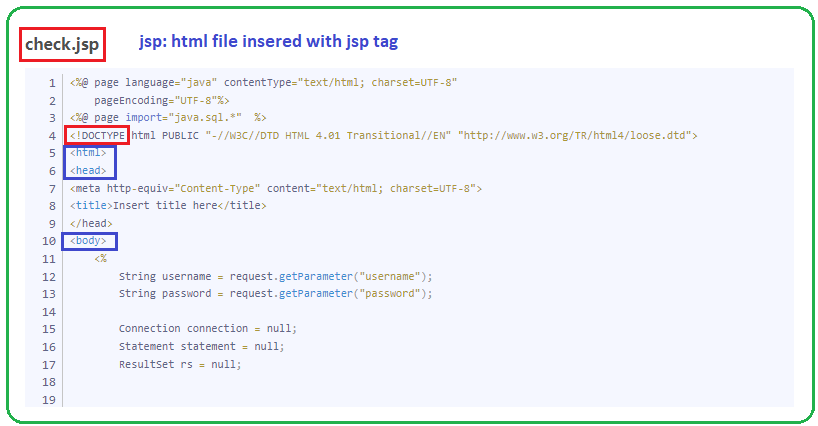 check.jsp jsp: html file insered with jsp tag
1 <%@ page language="java" contentType="text/html; charset=UTF-8"
2     pageEncoding="UTF-8"%>
3 <%@ page import="java.sql.*"  %>
4 <!DOCTYPE html PUBLIC "-//W3C//DTD HTML 4.01 Transitional//EN" "http://www.w3.org/TR/html4/loose.dtd">
5 <html>
6 <head>
7 <meta http-equiv="Content-Type" content="text/html; charset=UTF-8">
8 <title>Insert title here</title>
9 </head>
10 <body>
11     <%
12         String username = request.getParameter("username");
13         String password = request.getParameter("password");
14
15         Connection connection = null;
16         Statement statement = null;
17         ResultSet rs = null;
18
19